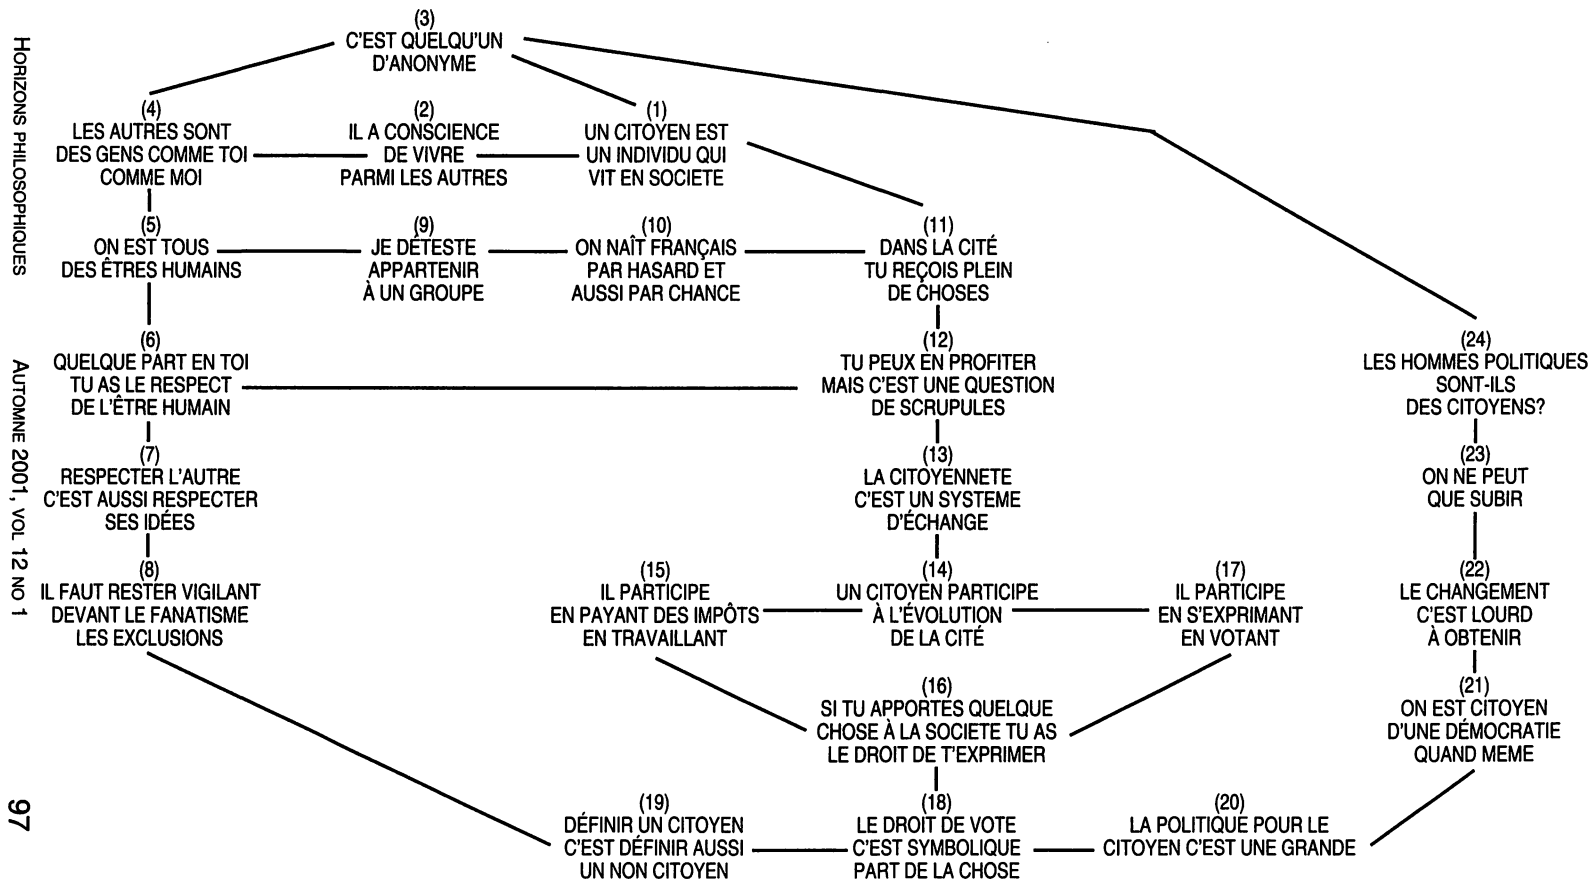 (3)
C'EST QUELQU'UN
D'ANONYME
(4)
LES AUTRES SONT
DES GENS COMME TOI
COMME MOI
(2)
IL A CONSCIENCE
DE VIVRE
PARMI LES AUTRES
(1)
UN CITOYEN EST
UN INDIVIDU QUI
VIT EN SOCIETE
(5)
ON EST TOUS
DES ÊTRES HUMAINS
(9)
JE DÉTESTE
APPARTENIR
À UN GROUPE
(10)
ON NAÎT FRANÇAIS
PAR HASARD ET
AUSSI PAR CHANCE
(11)
DANS LA CITÉ
TU REÇOIS PLEIN
DE CHOSES
(6)
QUELQUE PART EN TOI
TU AS LE RESPECT
DE L'ÊTRE HUMAIN
(12)
TU PEUX EN PROFITER
MAIS C'EST UNE QUESTION
DE SCRUPULES
(24)
LES HOMMES POLITIQUES
SONT-ILS
DES CITOYENS?
(7)
RESPECTER L'AUTRE
C'EST AUSSI RESPECTER
SES IDÉES
(13)
LA CITOYENNETE
C'EST UN SYSTEME
D'ÉCHANGE
(23)
ON NE PEUT
QUE SUBIR
(8)
IL FAUT RESTER VIGILANT
DEVANT LE FANATISME
LES EXCLUSIONS
(15)
IL PARTICIPE
EN PAYANT DES IMPÔTS
EN TRAVAILLANT
(14)
UN CITOYEN PARTICIPE
À L'ÉVOLUTION
DE LA CITÉ
(17)
IL PARTICIPE
EN S'EXPRIMANT
EN VOTANT
(22)
LE CHANGEMENT
C'EST LOURD
À OBTENIR
(16)
SI TU APPORTES QUELQUE
CHOSE À LA SOCIETE TU AS
LE DROIT DE T'EXPRIMER
(21)
ON EST CITOYEN
D'UNE DÉMOCRATIE
QUAND MEME
(19)
DÉFINIR UN CITOYEN
C'EST DÉFINIR AUSSI
UN NON CITOYEN
(18)
LE DROIT DE VOTE
C'EST SYMBOLIQUE
PART DE LA CHOSE
(20)
LA POLITIQUE POUR LE
CITOYEN C'EST UNE GRANDE
HORIZONS PHILOSOPHIQUES
AUTOMNE 2001, VOL 12 NO 1
97